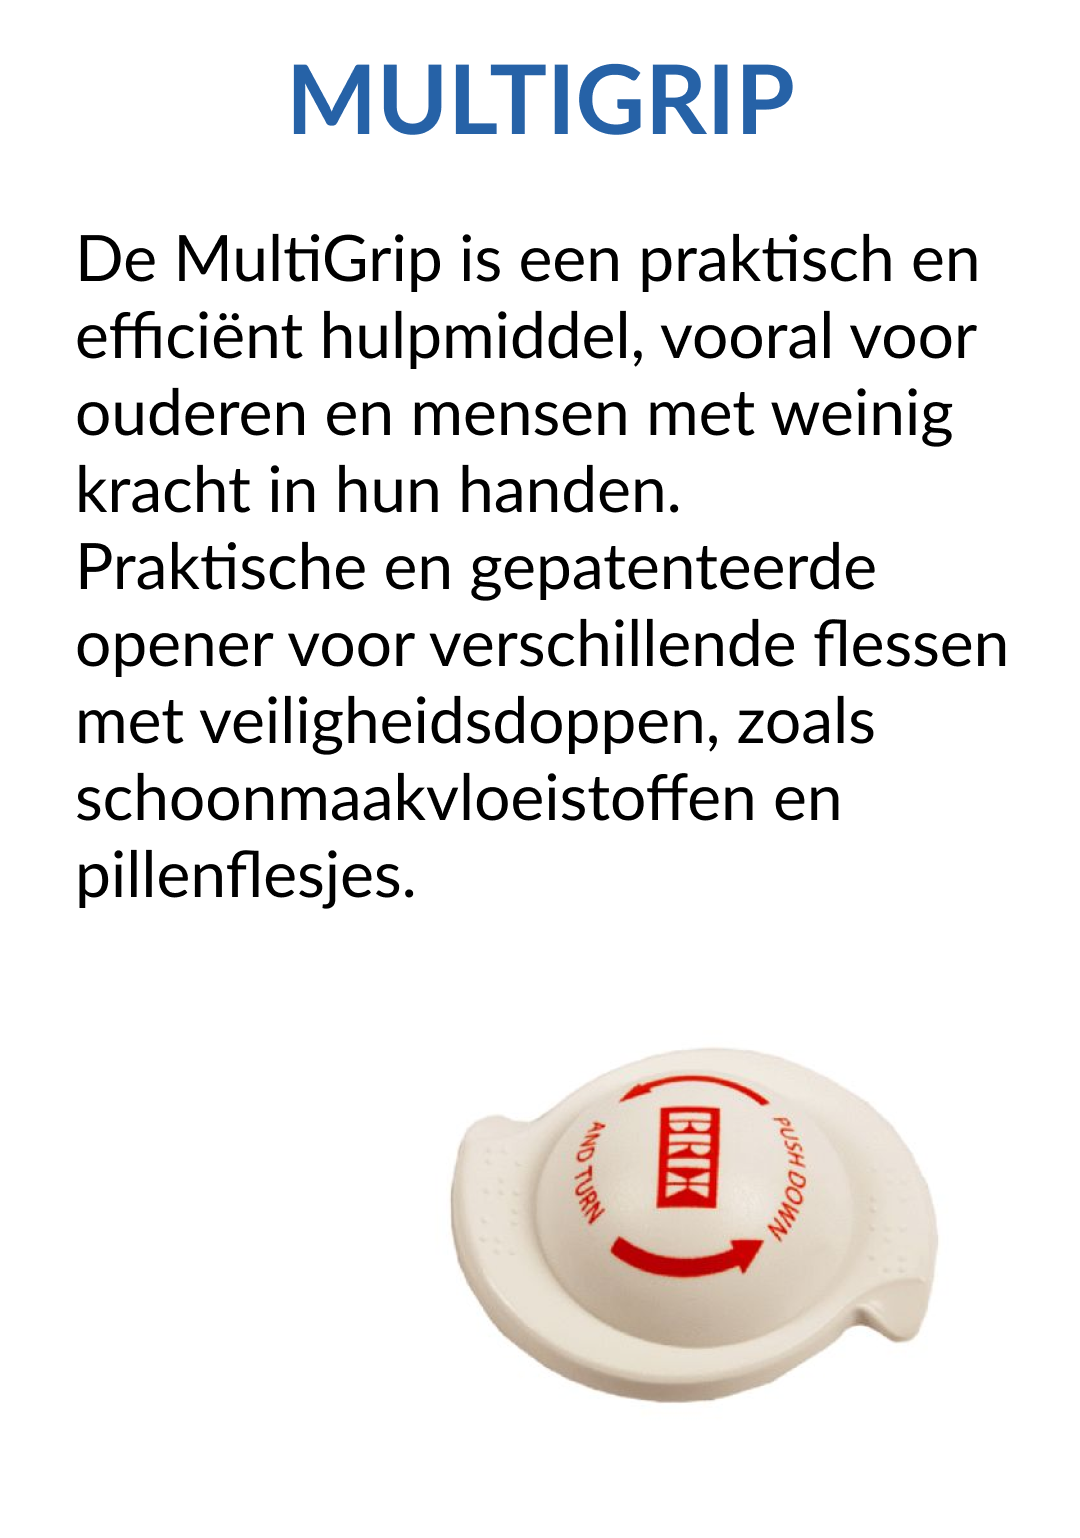 MULTIGRIP
De MultiGrip is een praktisch en
efficiënt hulpmiddel, vooral voor
ouderen en mensen met weinig
kracht in hun handen.
Praktische en gepatenteerde
opener voor verschillende flessen
met veiligheidsdoppen, zoals
schoonmaakvloeistoffen en
pillenflesjes.
BRIX
PUSH DOWN
AND TURN